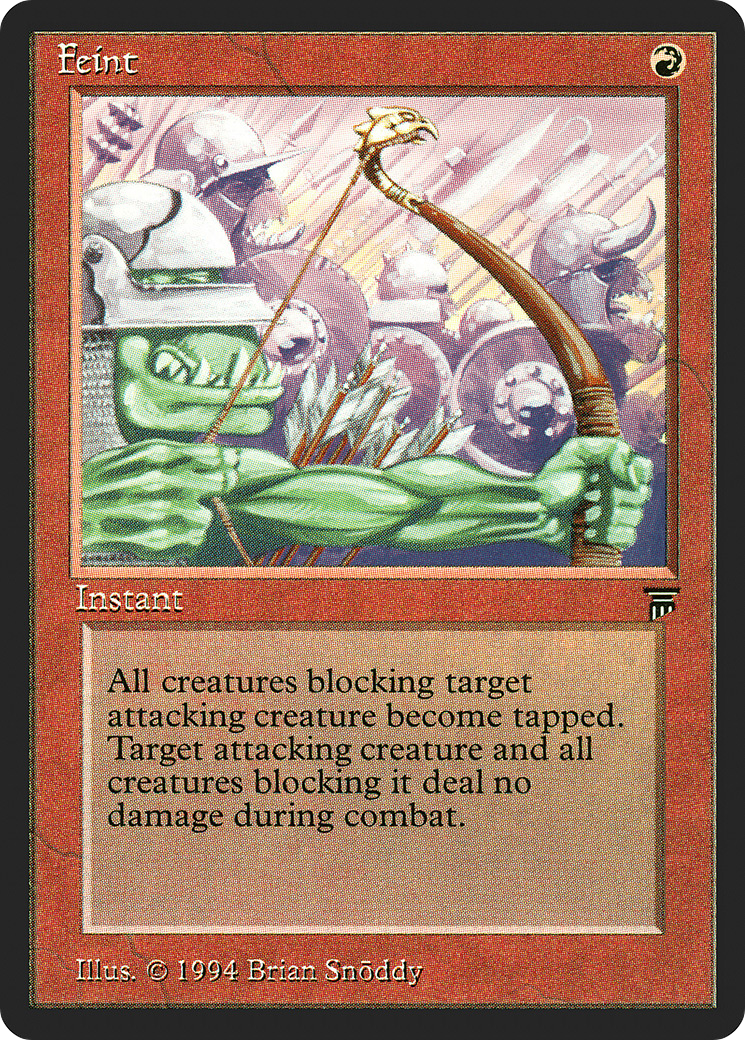 Feint
Instant
All creatures blocking target
attacking creature become tapped.
Target attacking creature and all
creatures blocking it deal no
damage during combat.
Illus. © 1994 Brian Snōddy